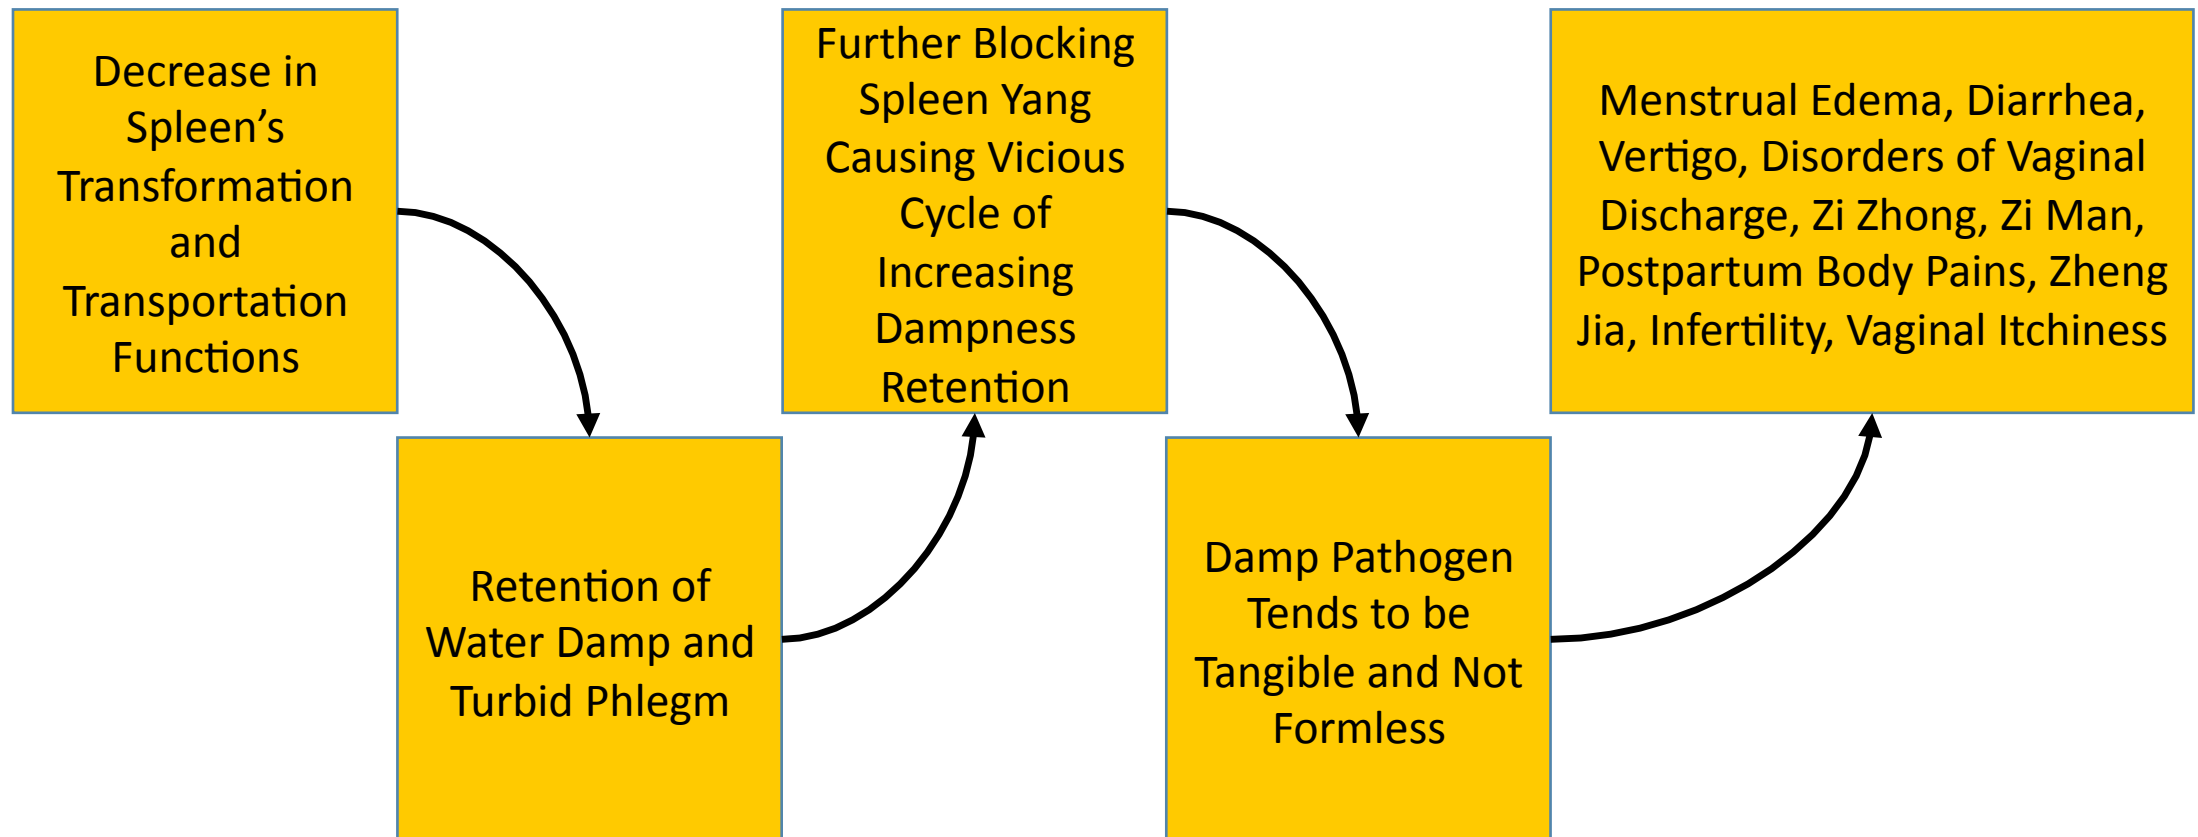 Decrease in
Spleen’s
Transformation
and
Transportation
Functions
Retention of
Water Damp and
Turbid Phlegm
Further Blocking
Spleen Yang
Causing Vicious
Cycle of
Increasing
Dampness
Retention
Damp Pathogen
Tends to be
Tangible and Not
Formless
Menstrual Edema, Diarrhea,
Vertigo, Disorders of Vaginal
Discharge, Zi Zhong, Zi Man,
Postpartum Body Pains, Zheng
Jia, Infertility, Vaginal Itchiness